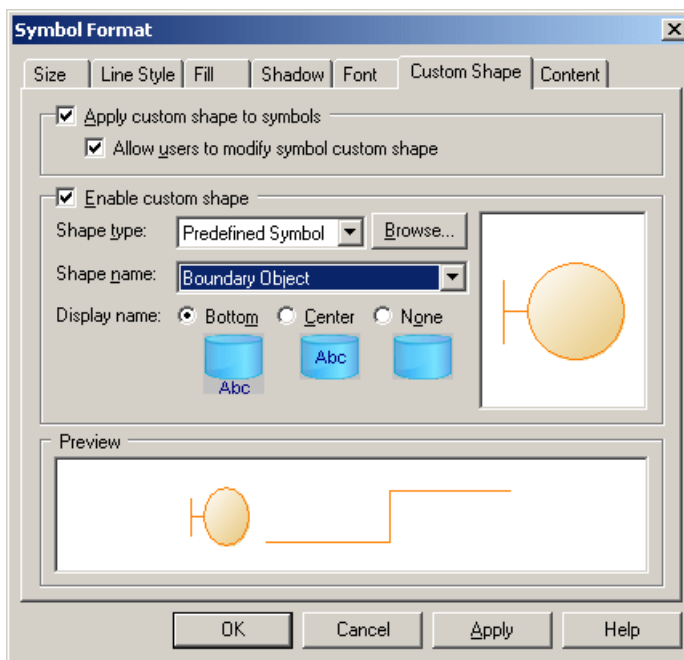 Symbol Format
Size Line Style Fill Shadow Font Custom Shape Content
Apply custom shape to symbols
Allow users to modify symbol custom shape
Enable custom shape
Shape type: Predefined Symbol Browse...
Shape name: Boundary Object
Display name: Bottom Center None
Abc
Abc
Preview
OK Cancel Apply Help